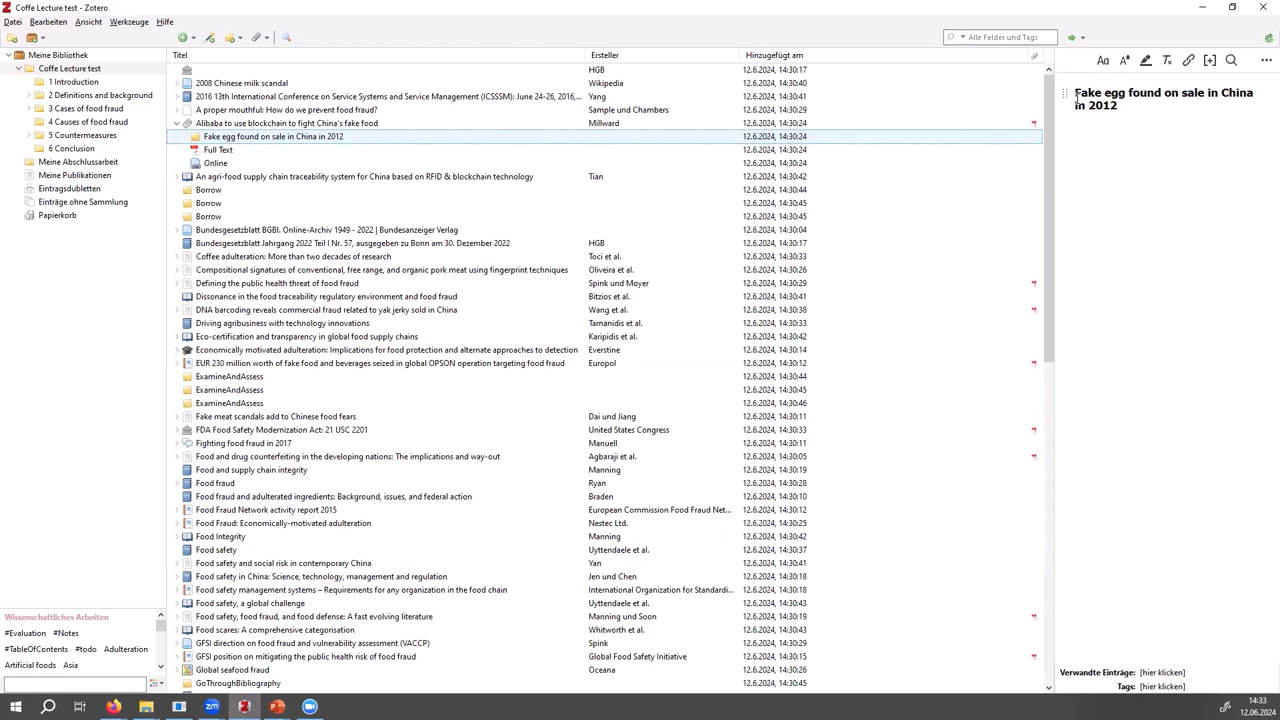 Coffe Lecture test - Zotero
Datei Bearbeiten Ansicht Werkzeuge Hilfe
Alle Felder und Tags
Meine Bibliothek
Coffe Lecture test
1 Introduction
2 Definitions and background
3 Cases of food fraud
4 Causes of food fraud
5 Countermeasures
6 Conclusion
Meine Abschlussarbeit
Meine Publikationen
Eintragsdubletten
Einträge ohne Sammlung
Papierkorb
Wissenschaftliches Arbeiten
#Evaluation #Notes
#TableOfContents #todo Adulteration
Artificial foods Asia
Titel Ersteller Hinzugefügt am
HGB 12.6.2024, 14:30:17
2008 Chinese milk scandal Wikipedia 12.6.2024, 14:30:40
2016 13th International Conference on Service Systems and Service Management (ICSSSM): June 24-26, 2016,... Yang 12.6.2024, 14:30:42
A proper mouthful: How do we prevent food fraud? Sample und Chambers 12.6.2024, 14:30:29
Alibaba to use blockchain to fight China's fake food Millward 12.6.2024, 14:30:24
Fake egg found on sale in China in 2012 12.6.2024, 14:30:24
Full Text 12.6.2024, 14:30:24
Online 12.6.2024, 14:30:24
An agri-food supply chain traceability system for China based on RFID & blockchain technology Tian 12.6.2024, 14:30:42
Borrow 12.6.2024, 14:30:44
Borrow 12.6.2024, 14:30:45
Borrow 12.6.2024, 14:30:45
Bundesgesetzblatt BGBl. Online-Archiv 1949 - 2022 | Bundesanzeiger Verlag 12.6.2024, 14:30:04
Bundesgesetzblatt Jahrgang 2022 Teil I Nr. 57, ausgegeben zu Bonn am 30. Dezember 2022 HGB 12.6.2024, 14:30:17
Coffee adulteration: More than two decades of research Toci et al. 12.6.2024, 14:30:33
Compositional signatures of conventional, free range, and organic pork meat using fingerprint techniques Oliveira et al. 12.6.2024, 14:30:26
Defining the public health threat of food fraud Spink und Moyer 12.6.2024, 14:30:29
Dissonance in the food traceability regulatory environment and food fraud Bitzios et al. 12.6.2024, 14:30:41
DNA barcoding reveals commercial fraud related to yak jerky sold in China Wang et al. 12.6.2024, 14:30:38
Driving agribusiness with technology innovations Tarnanidis et al. 12.6.2024, 14:30:33
Eco-certification and transparency in global food supply chains Karipidis et al. 12.6.2024, 14:30:42
Economically motivated adulteration: Implications for food protection and alternate approaches to detection Everstine 12.6.2024, 14:30:14
EUR 230 million worth of fake food and beverages seized in global OPSON operation targeting food fraud Europol 12.6.2024, 14:30:12
ExamineAndAssess 12.6.2024, 14:30:44
ExamineAndAssess 12.6.2024, 14:30:45
ExamineAndAssess 12.6.2024, 14:30:46
Fake meat scandals add to Chinese food fears Dai und Jiang 12.6.2024, 14:30:11
FDA Food Safety Modernization Act: 21 USC 2201 United States Congress 12.6.2024, 14:30:33
Fighting food fraud in 2017 Manuell 12.6.2024, 14:30:11
Food and drug counterfeiting in the developing nations: The implications and way-out Agbaraji et al. 12.6.2024, 14:30:05
Food and supply chain integrity Manning 12.6.2024, 14:30:19
Food fraud Ryan 12.6.2024, 14:30:28
Food fraud and adulterated ingredients: Background, issues, and federal action Braden 12.6.2024, 14:30:10
Food Fraud Network activity report 2015 European Commission Food Fraud Net... 12.6.2024, 14:30:12
Food Fraud: Economically-motivated adulteration Nestec Ltd. 12.6.2024, 14:30:25
Food Integrity Manning 12.6.2024, 14:30:42
Food safety Uyttendaele et al. 12.6.2024, 14:30:37
Food safety and social risk in contemporary China Yan 12.6.2024, 14:30:41
Food safety in China: Science, technology, management and regulation Jen und Chen 12.6.2024, 14:30:18
Food safety management systems – Requirements for any organization in the food chain International Organization for Standardi... 12.6.2024, 14:30:18
Food safety, a global challenge Uyttendaele et al. 12.6.2024, 14:30:43
Food safety, food fraud, and food defense: A fast evolving literature Manning und Soon 12.6.2024, 14:30:19
Food scares: A comprehensive categorisation Whitworth et al. 12.6.2024, 14:30:43
GFSI direction on food fraud and vulnerability assessment (VACCP) Spink 12.6.2024, 14:30:29
GFSI position on mitigating the public health risk of food fraud Global Food Safety Initiative 12.6.2024, 14:30:15
Global seafood fraud Oceana 12.6.2024, 14:30:26
GoThroughBibliography 12.6.2024, 14:30:45
Fake egg found on sale in China
in 2012
Verwandte Einträge: [hier klicken]
Tags: [hier klicken]
14:33
12.06.2024